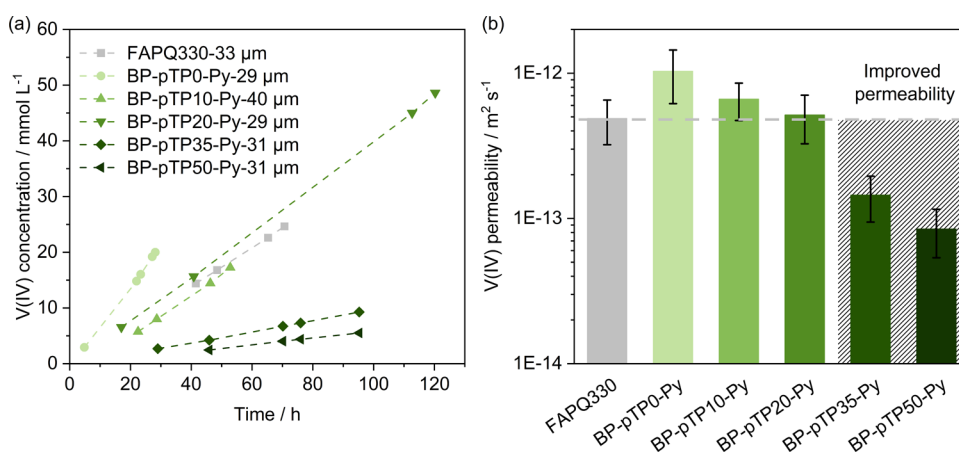 (a)
V(IV) concentration / mmol L⁻¹
60
50
40
30
20
10
0
FAPQ330-33 µm
BP-pTP0-Py-29 µm
BP-pTP10-Py-40 µm
BP-pTP20-Py-29 µm
BP-pTP35-Py-31 µm
BP-pTP50-Py-31 µm
0 20 40 60 80 100 120
Time / h
(b)
V(IV) permeability / m² s⁻¹
1E-12
1E-13
1E-14
Improved
permeability
FAPQ330
BP-pTP0-Py
BP-pTP10-Py
BP-pTP20-Py
BP-pTP35-Py
BP-pTP50-Py